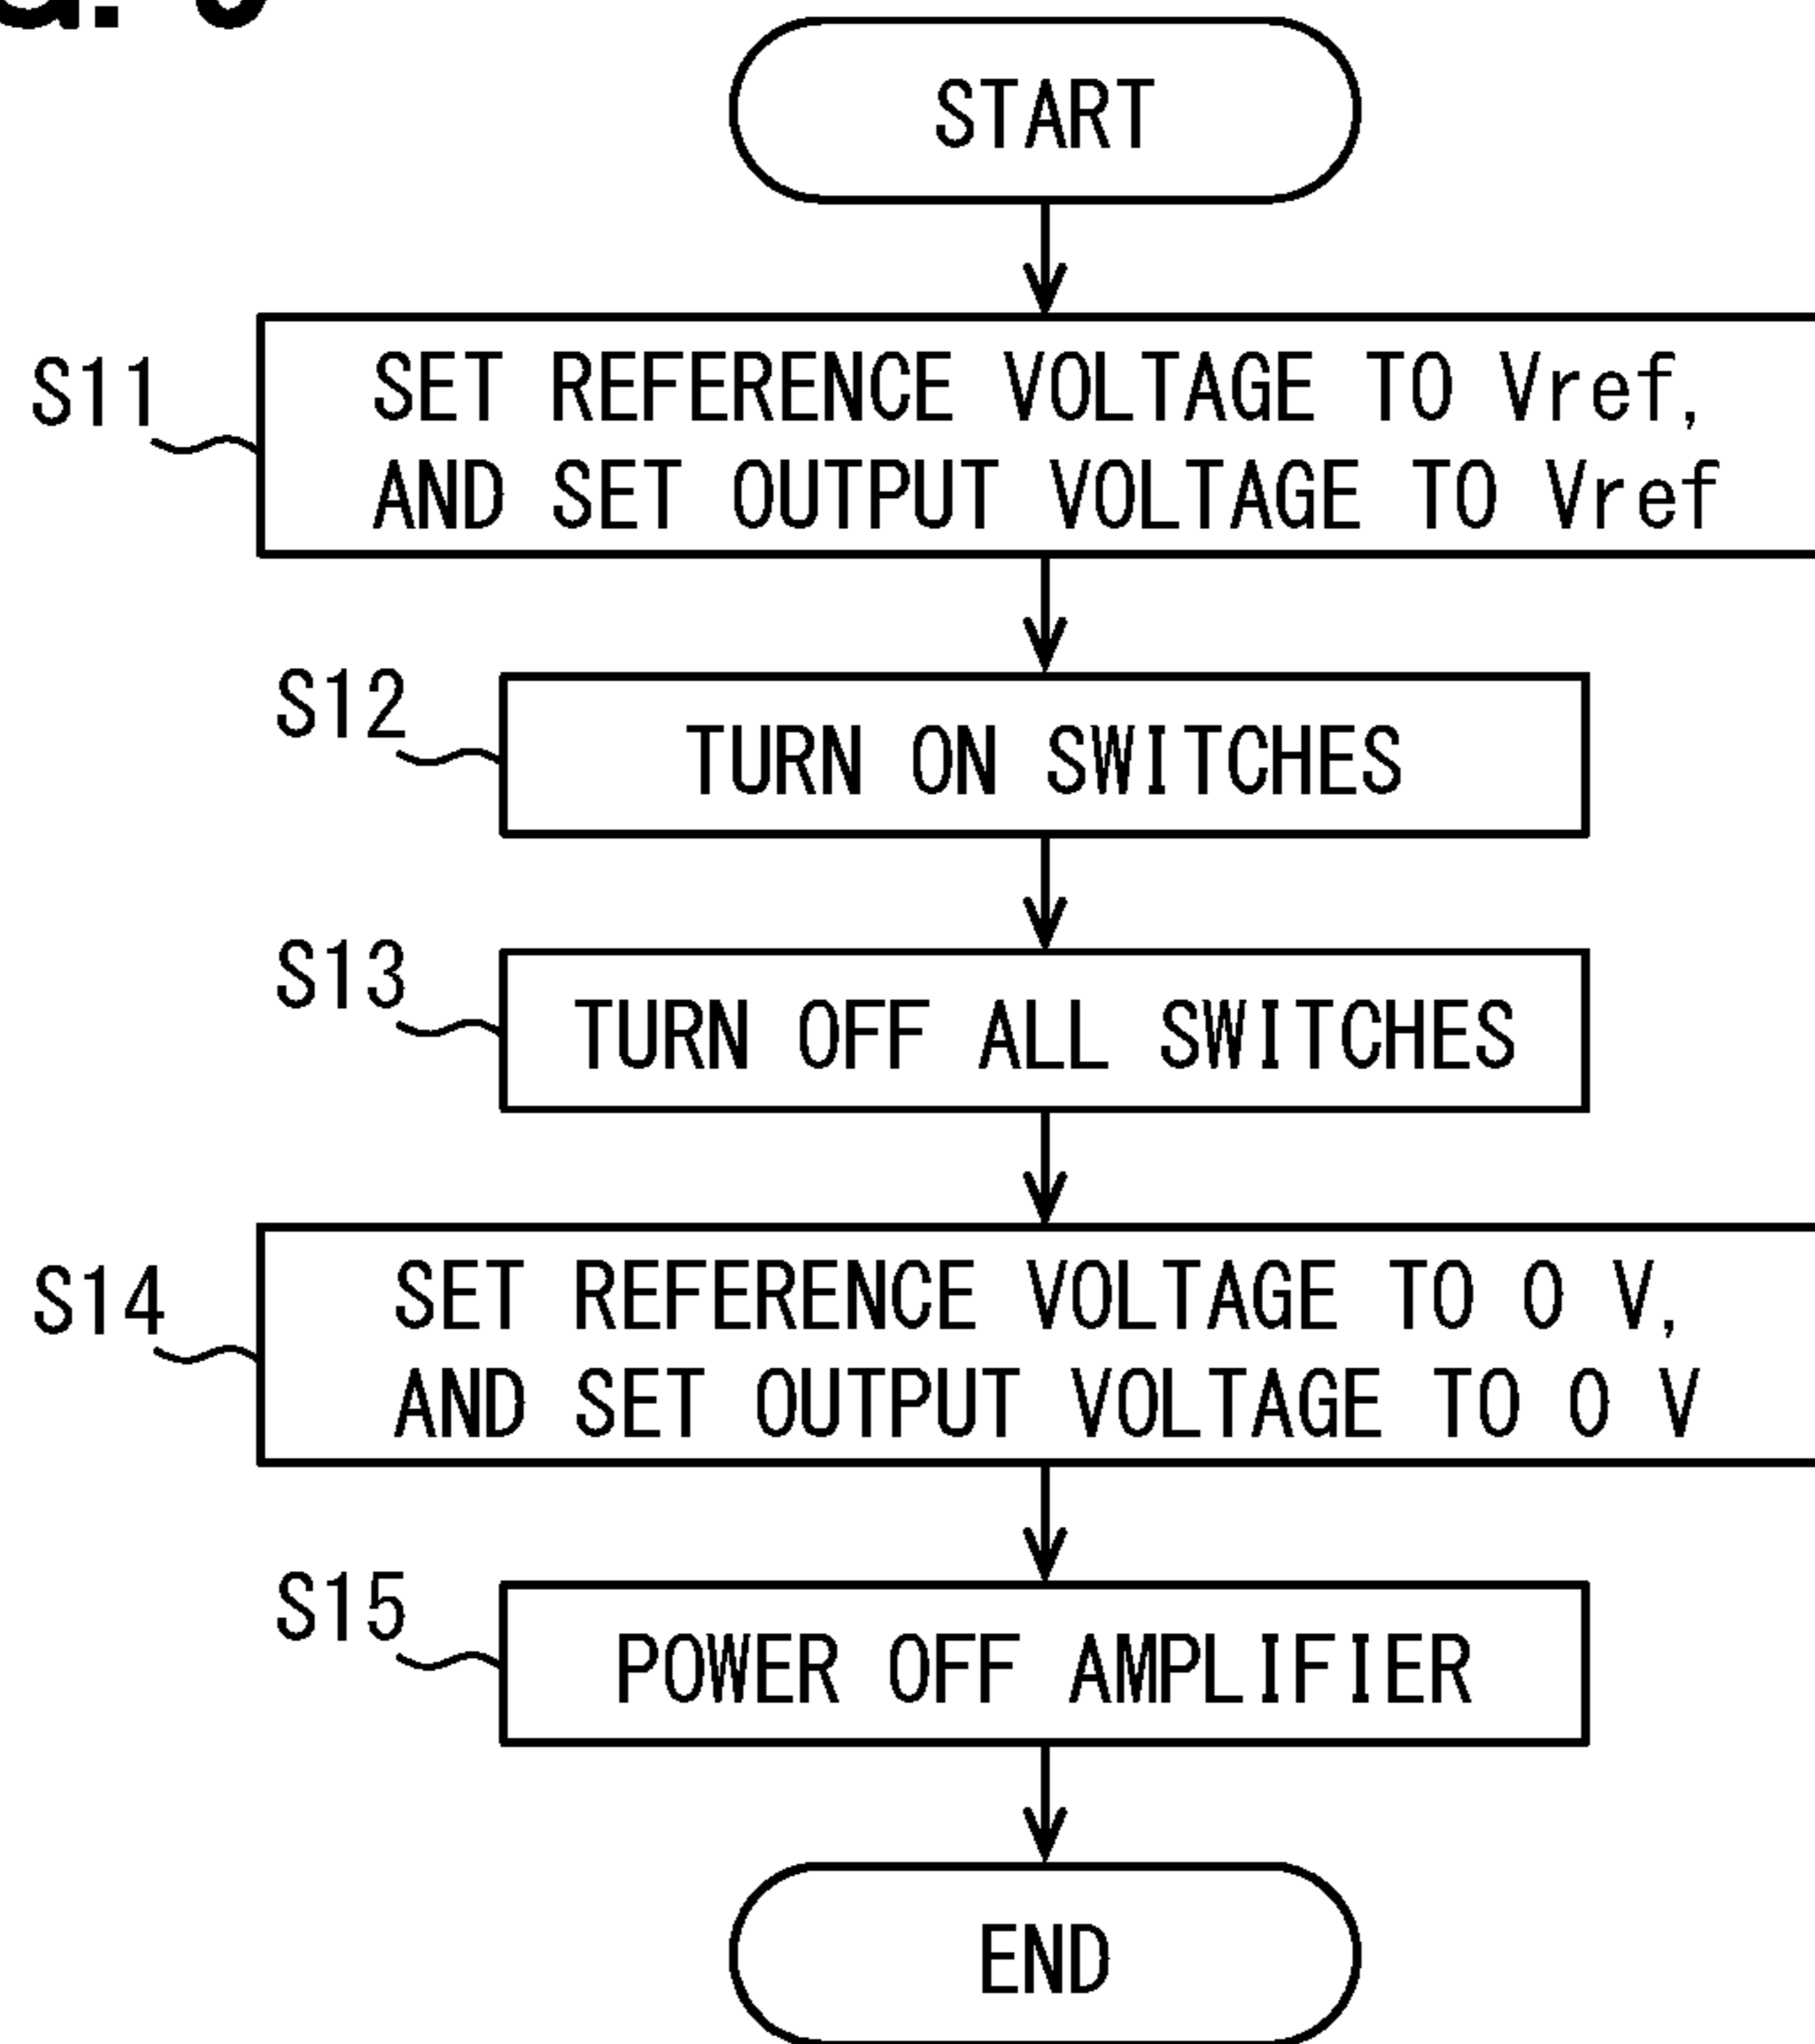 START
S11
SET REFERENCE VOLTAGE TO Vref,
AND SET OUTPUT VOLTAGE TO Vref
S12
TURN ON SWITCHES
S13
TURN OFF ALL SWITCHES
S14
SET REFERENCE VOLTAGE TO 0 V,
AND SET OUTPUT VOLTAGE TO 0 V
S15
POWER OFF AMPLIFIER
END